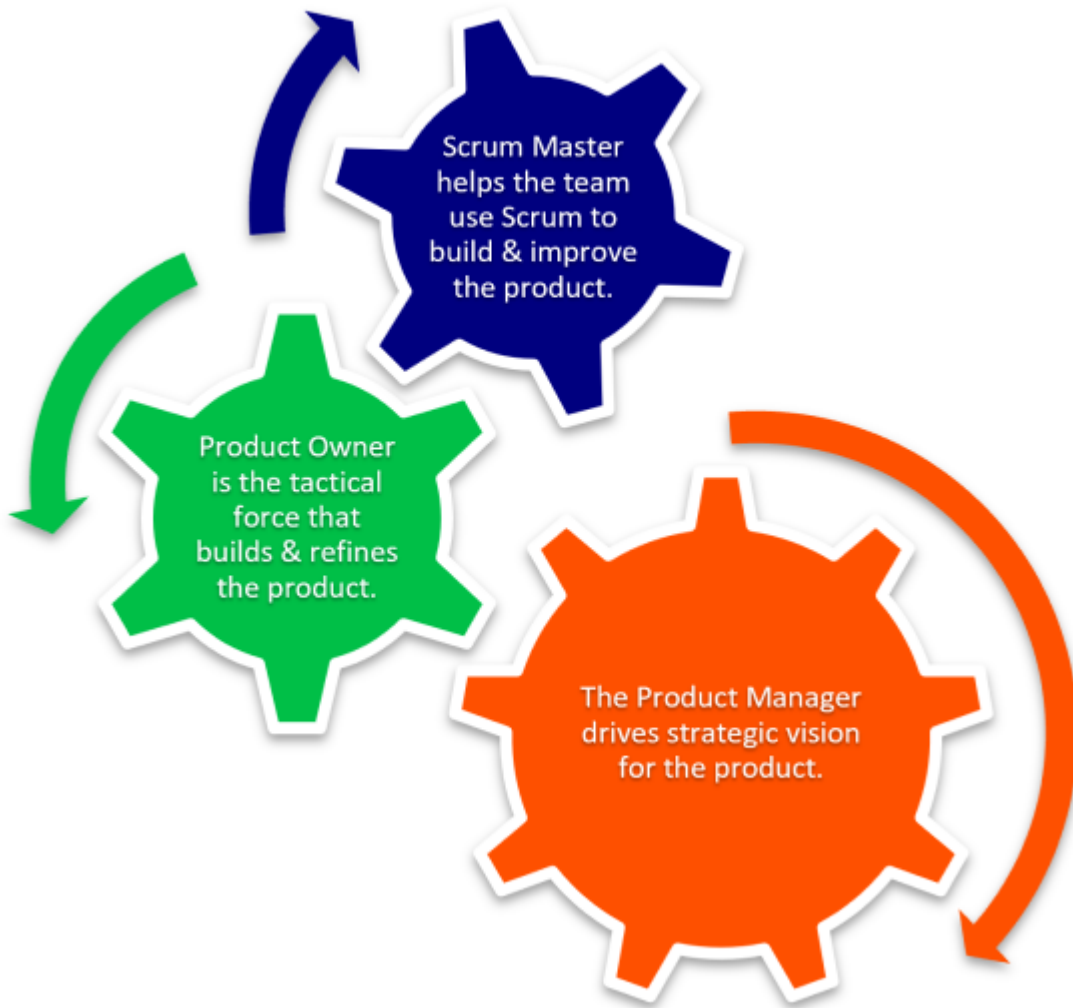 Scrum Master
helps the team
use Scrum to
build & improve
the product.
Product Owner
is the tactical
force that
builds & refines
the product.
The Product Manager
drives strategic vision
for the product.